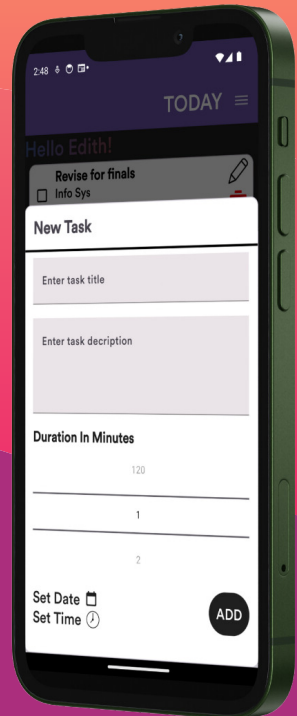 2:48
TODAY
Hello Edith!
Revise for finals
Info Sys
New Task
Enter task title
Enter task decription
Duration In Minutes
120
1
2
Set Date
Set Time
ADD